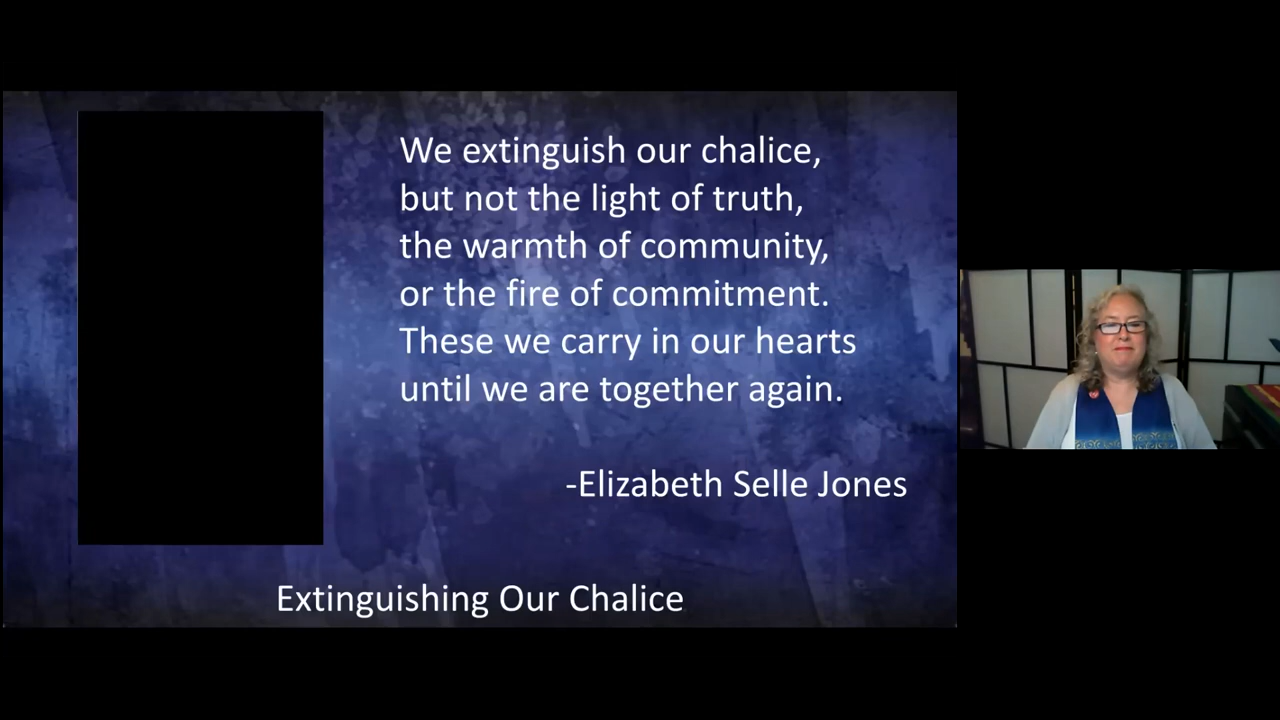 We extinguish our chalice,
but not the light of truth,
the warmth of community,
or the fire of commitment.
These we carry in our hearts
until we are together again.
-Elizabeth Selle Jones
Extinguishing Our Chalice